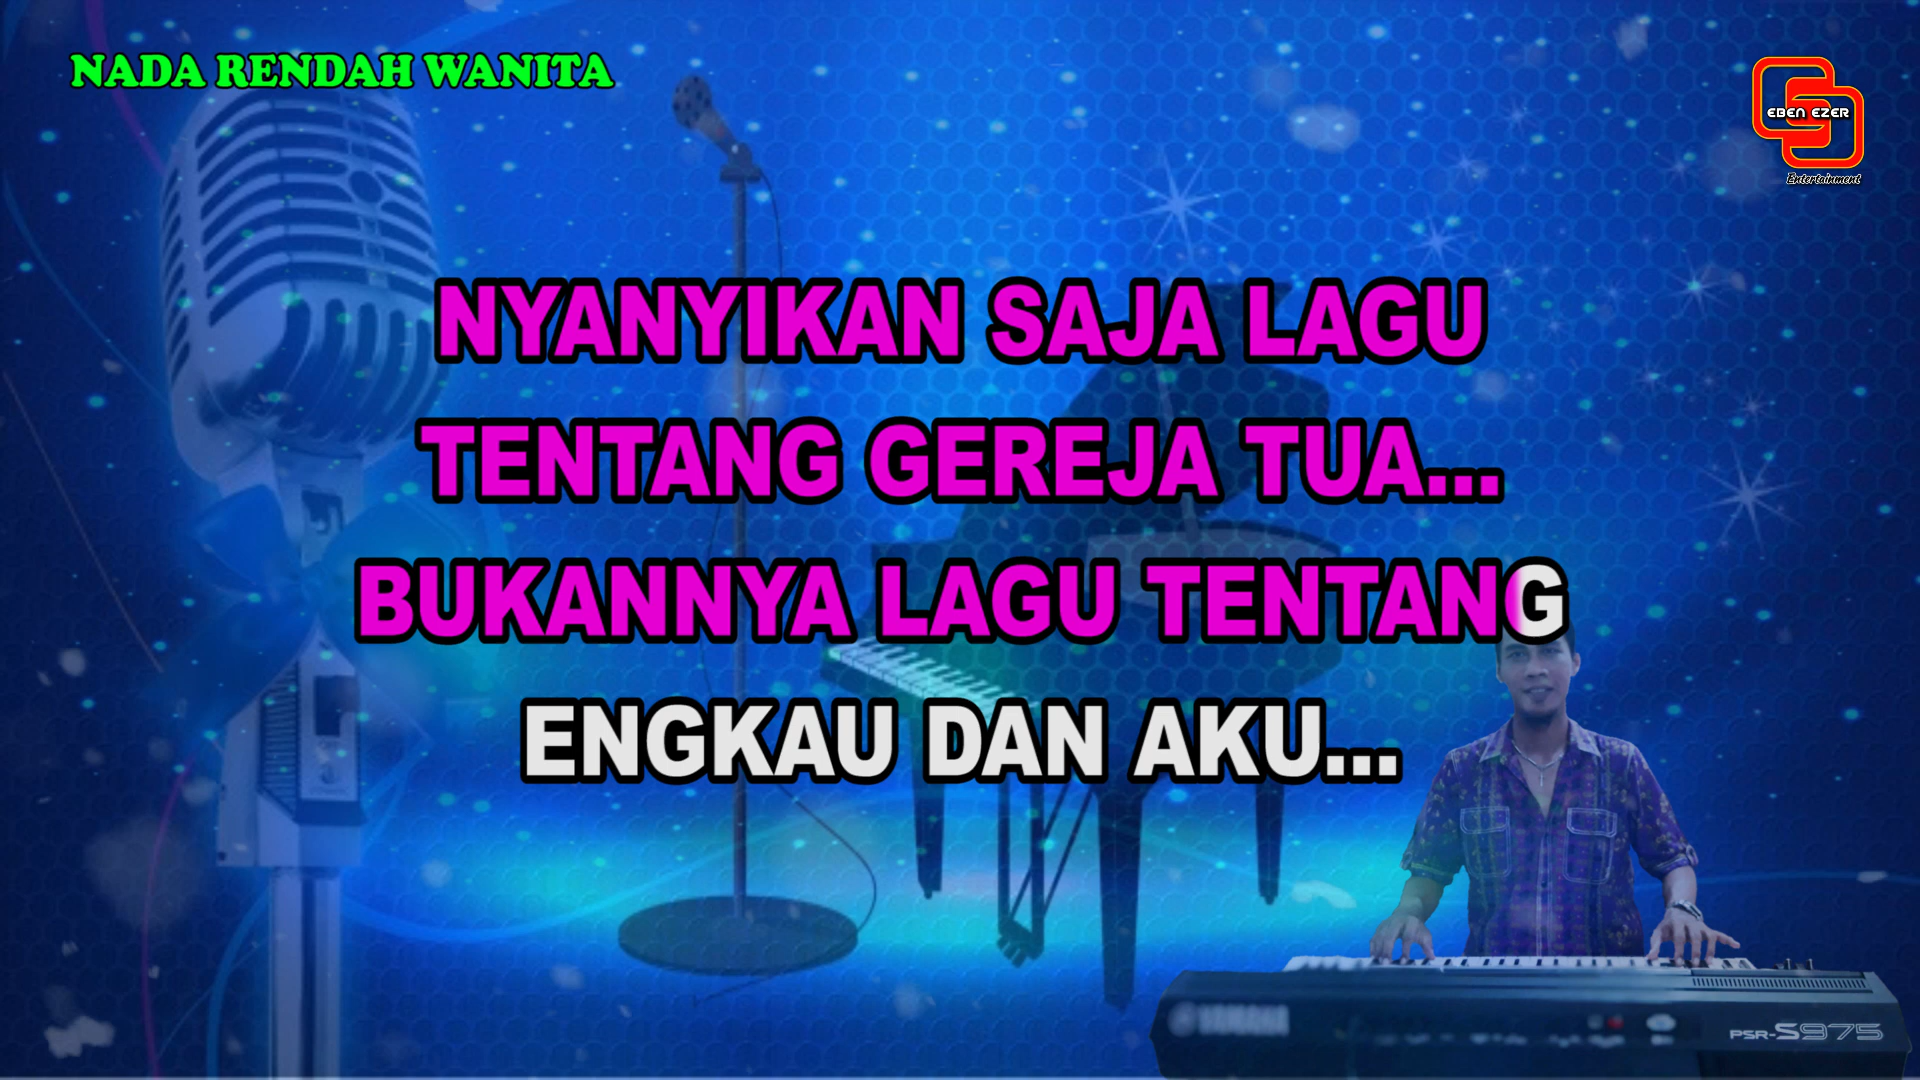 NADA RENDAH WANITA
EBEN EZER
Entertainment
NYANYIKAN SAJA LAGU
TENTANG GEREJA TUA...
BUKANNYA LAGU TENTANG
ENGKAU DAN AKU...
YAMAHA
PSR-S975